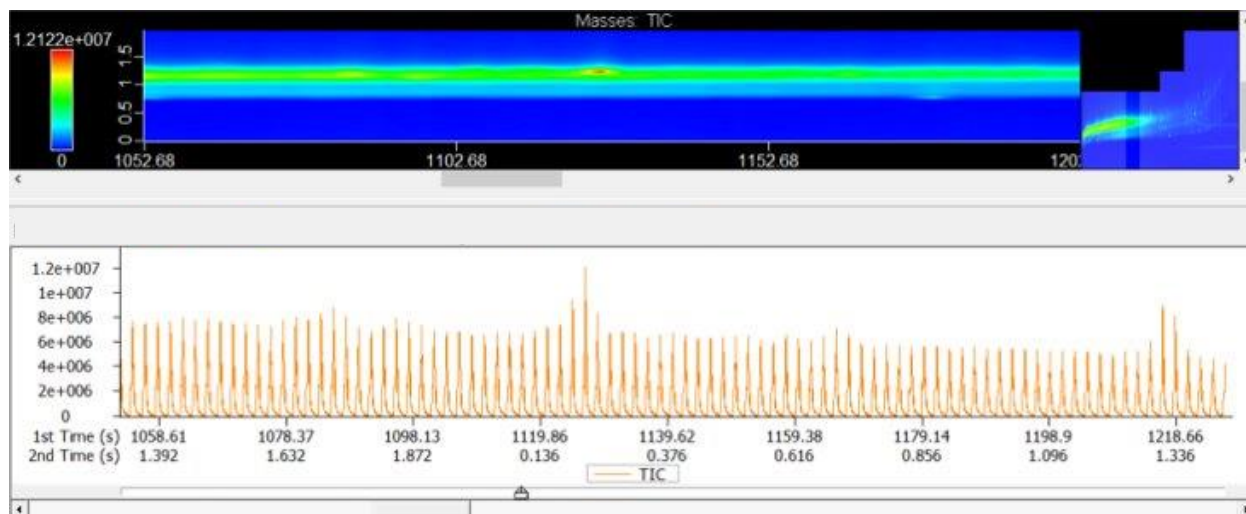 Masses: TIC
1.2122e+007
0
1.5
1
0.5
0
1052.68 1102.68 1152.68 120
1.2e+007
1e+007
8e+006
6e+006
4e+006
2e+006
0
1st Time (s) 1058.61 1078.37 1098.13 1119.86 1139.62 1159.38 1179.14 1198.9 1218.66
2nd Time (s) 1.392 1.632 1.872 0.136 0.376 0.616 0.856 1.096 1.336
TIC